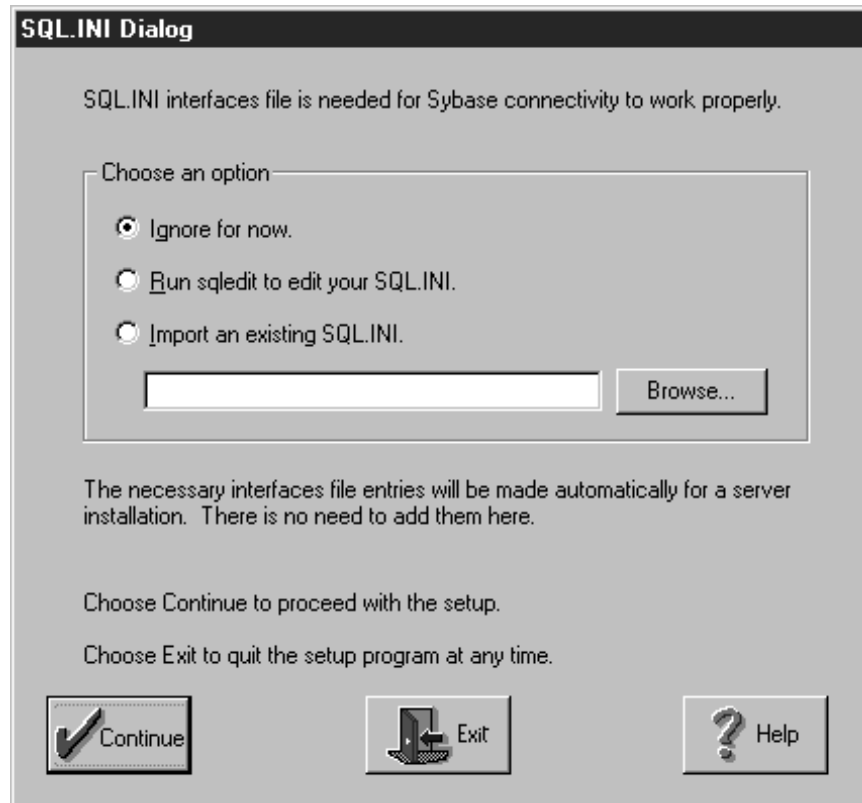 SQL.INI Dialog
SQL.INI interfaces file is needed for Sybase connectivity to work properly.
Choose an option
Ignore for now.
Run sqledit to edit your SQL.INI.
Import an existing SQL.INI.
Browse...
The necessary interfaces file entries will be made automatically for a server
installation.  There is no need to add them here.
Choose Continue to proceed with the setup.
Choose Exit to quit the setup program at any time.
Continue
Exit
Help